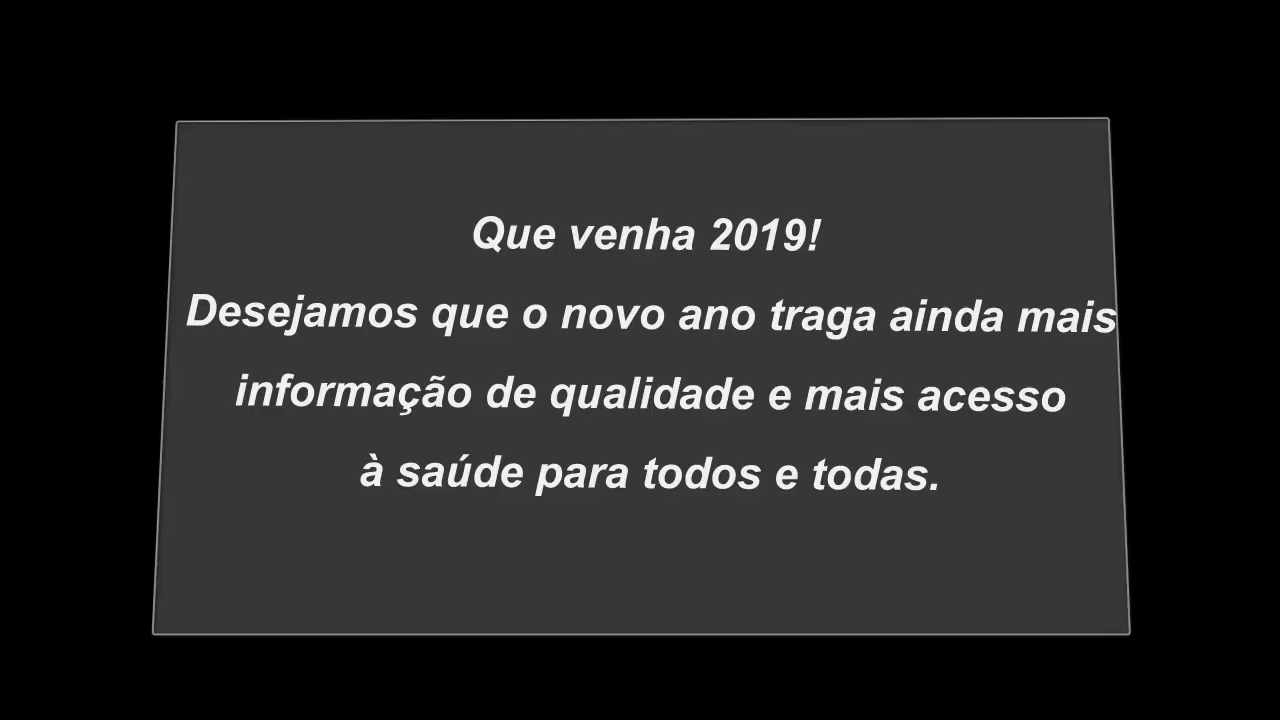 Que venha 2019!
Desejamos que o novo ano traga ainda mais
informação de qualidade e mais acesso
à saúde para todos e todas.